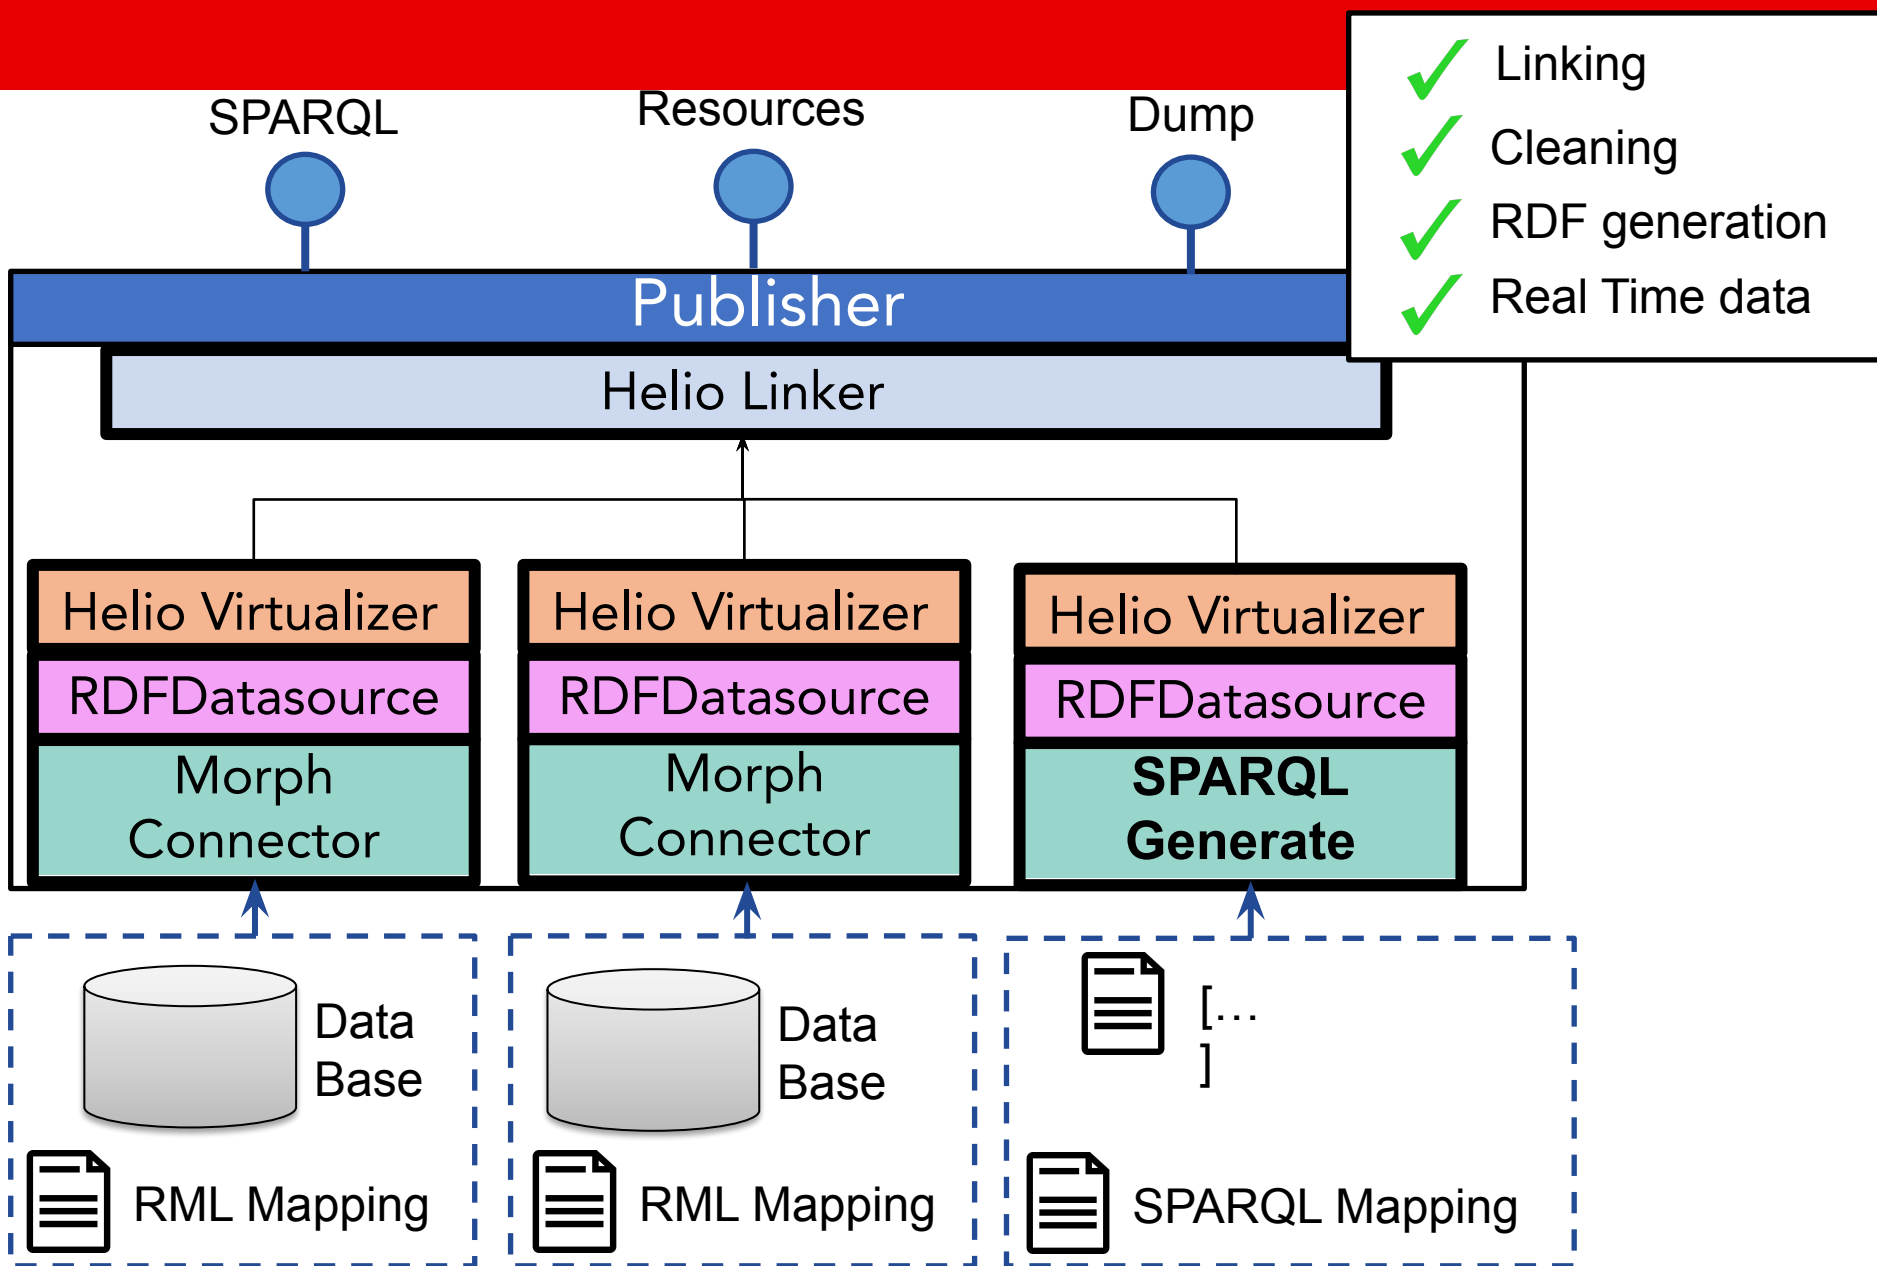 SPARQL
Resources
Dump
Linking
Cleaning
RDF generation
Real Time data
Publisher
Helio Linker
Helio Virtualizer
RDFDatasource
Morph
Connector
Helio Virtualizer
RDFDatasource
Morph
Connector
Helio Virtualizer
RDFDatasource
SPARQL
Generate
Data
Base
RML Mapping
Data
Base
RML Mapping
[...
]
SPARQL Mapping